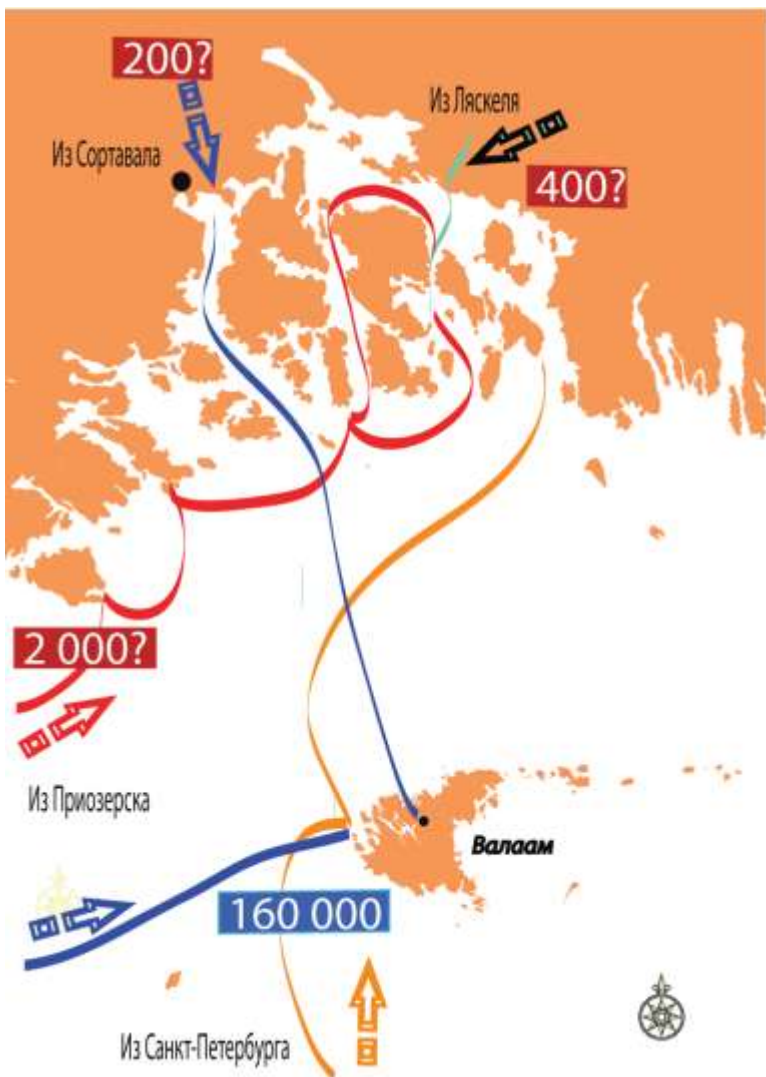 200?
Из Ляскеля
Из Сортавала
400?
2 000?
Из Приозерска
Валаам
160 000
Из Санкт-Петербурга